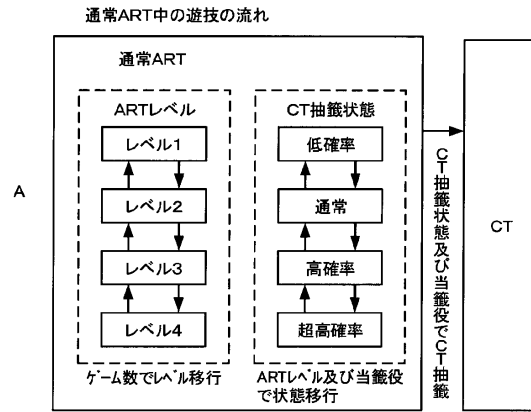 通常ART中の遊技の流れ
通常ART
ARTレベル
レベル1
レベル2
レベル3
レベル4
ゲーム数でレベル移行
CT抽籤状態
低確率
通常
高確率
超高確率
ARTレベル及び当籤役
で状態移行
A
CT抽籤状態及び当籤役でCT抽籤
CT